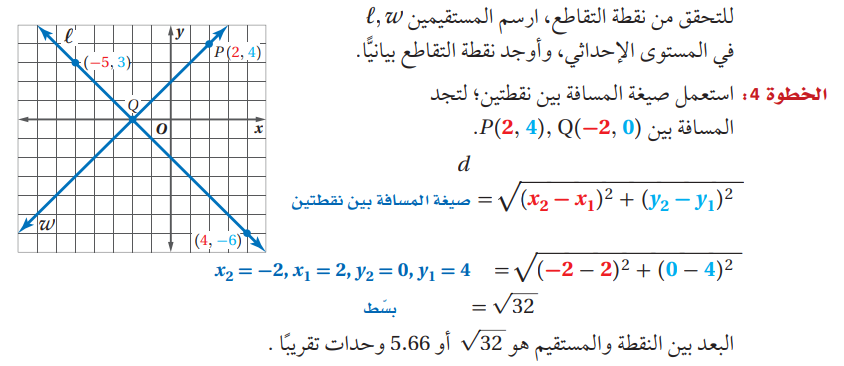 للتحقق من نقطة التقاطع، ارسم المستقيمين ℓ, w
في المستوى الإحداثي، وأوجد نقطة التقاطع بيانيًّا.
الخطوة 4: استعمل صيغة المسافة بين نقطتين؛ لتجد
المسافة بين P(2, 4), Q(−2, 0).
d
صيغة المسافة بين نقطتين = √(x₂ − x₁)² + (y₂ − y₁)²
x₂ = −2, x₁ = 2, y₂ = 0, y₁ = 4 = √(−2 − 2)² + (0 − 4)²
بسّط = √32
البعد بين النقطة والمستقيم هو √32 أو 5.66 وحدات تقريبًا .
ℓ
y
P(2, 4)
(−5, 3)
Q
O
x
w
(4, −6)